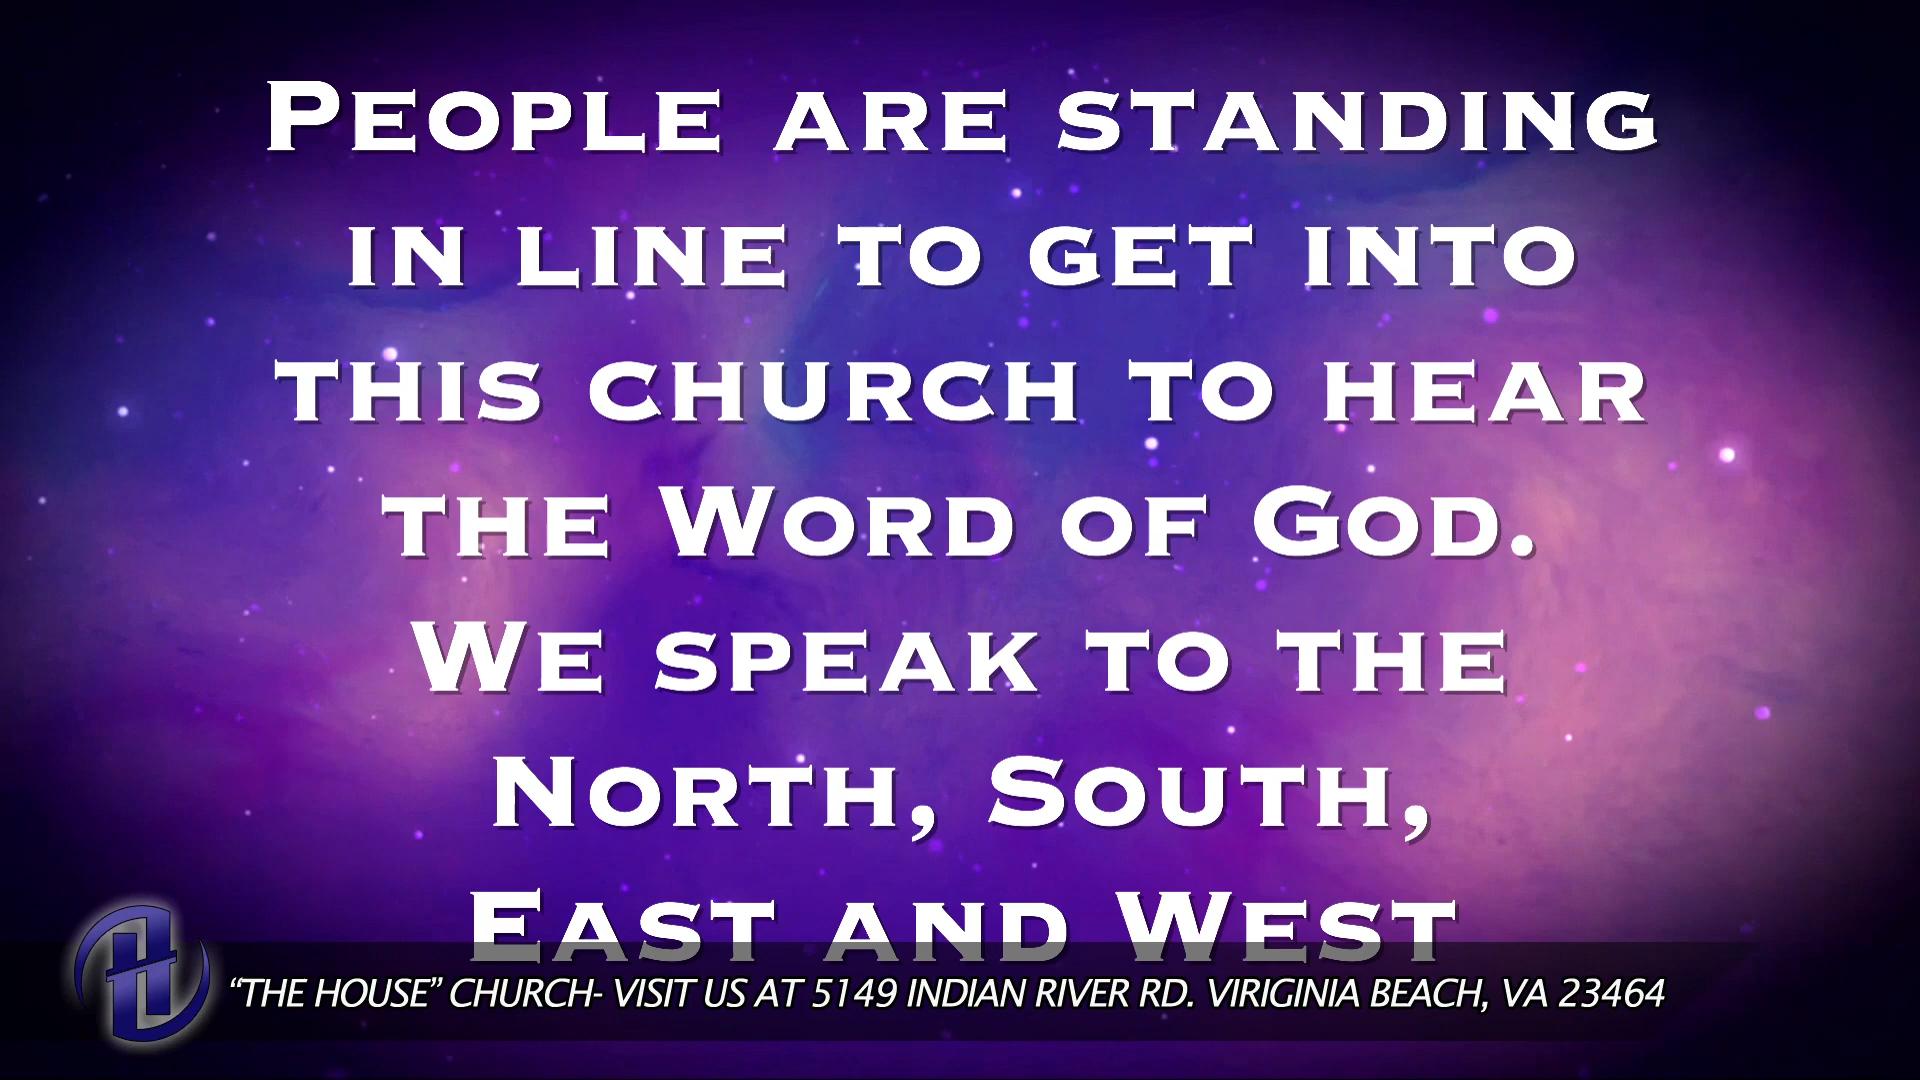 People are standing
in line to get into
this church to hear
the Word of God.
We speak to the
North, South,
East and West
“THE HOUSE” CHURCH- VISIT US AT 5149 INDIAN RIVER RD. VIRIGINIA BEACH, VA 23464